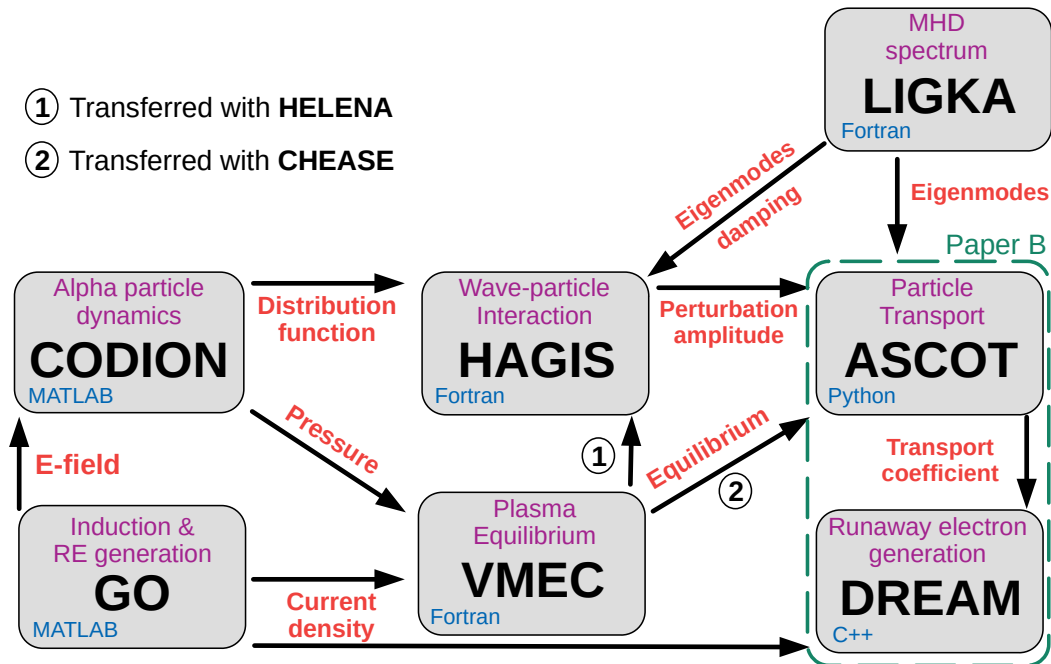 MHD
spectrum
LIGKA
Fortran
1 Transferred with HELENA
2 Transferred with CHEASE
Eigenmodes
damping
Eigenmodes
Paper B
Alpha particle
dynamics
CODION
MATLAB
Distribution
function
Wave-particle
Interaction
HAGIS
Fortran
Perturbation
amplitude
Particle
Transport
ASCOT
Python
E-field
Pressure
1
Equilibrium
2
Transport
coefficient
Induction &
RE generation
GO
MATLAB
Current
density
Plasma
Equilibrium
VMEC
Fortran
Runaway electron
generation
DREAM
C++